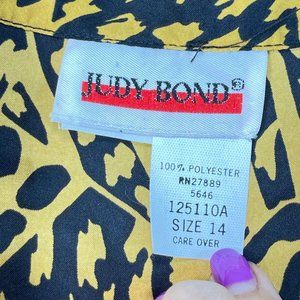 JUDY BOND®
100% POLYESTER
RN27889
5646
125110A
SIZE 14
CARE OVER